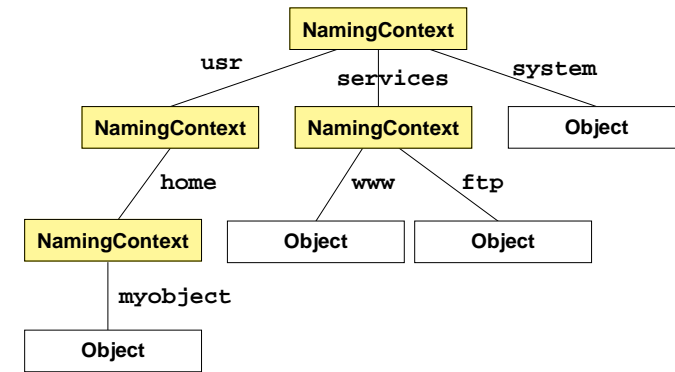 NamingContext
usr
services
system
NamingContext
NamingContext
Object
home
www
ftp
NamingContext
Object
Object
myobject
Object